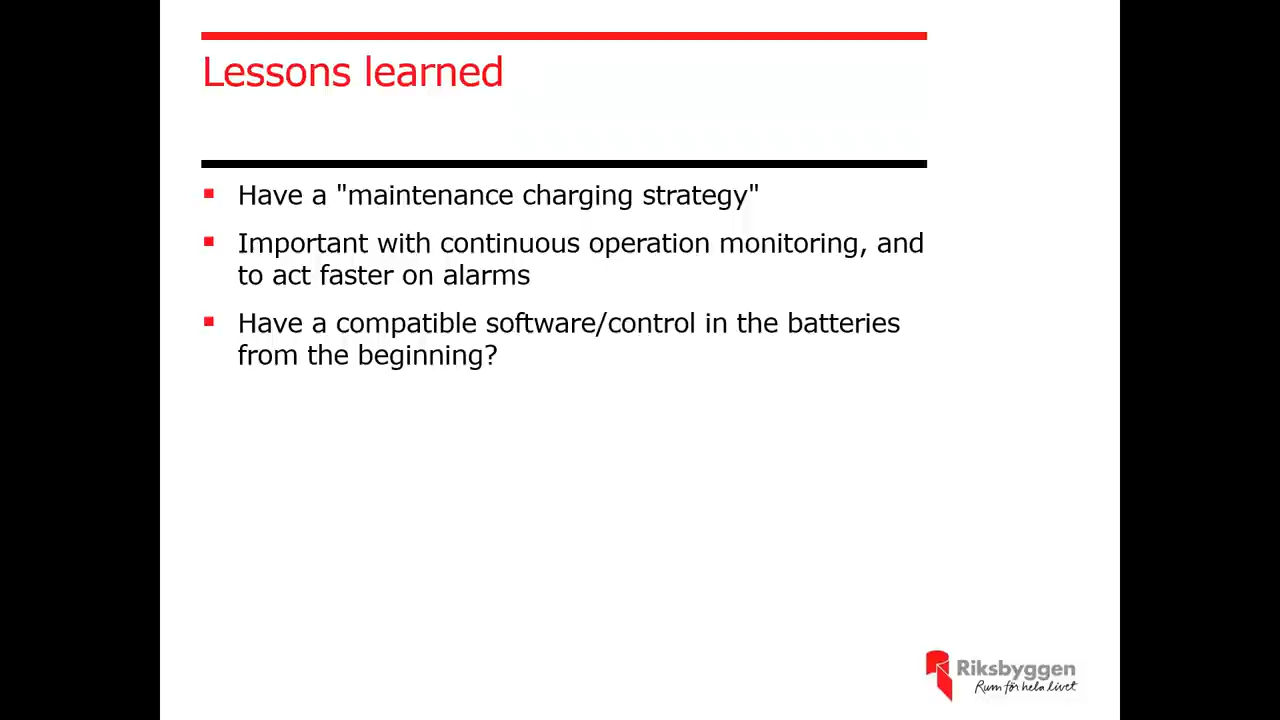 Lessons learned
Have a "maintenance charging strategy"
Important with continuous operation monitoring, and
to act faster on alarms
Have a compatible software/control in the batteries
from the beginning?
Riksbyggen
Rum för hela livet